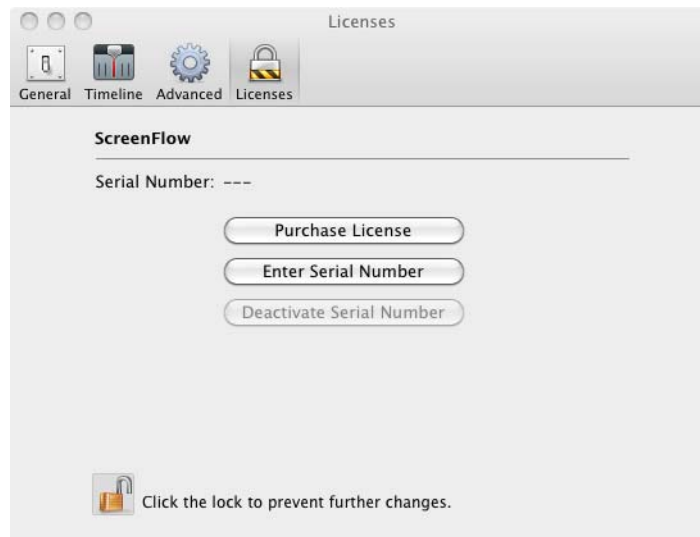 Licenses
General Timeline Advanced Licenses
ScreenFlow
Serial Number: ---
Purchase License
Enter Serial Number
Deactivate Serial Number
Click the lock to prevent further changes.